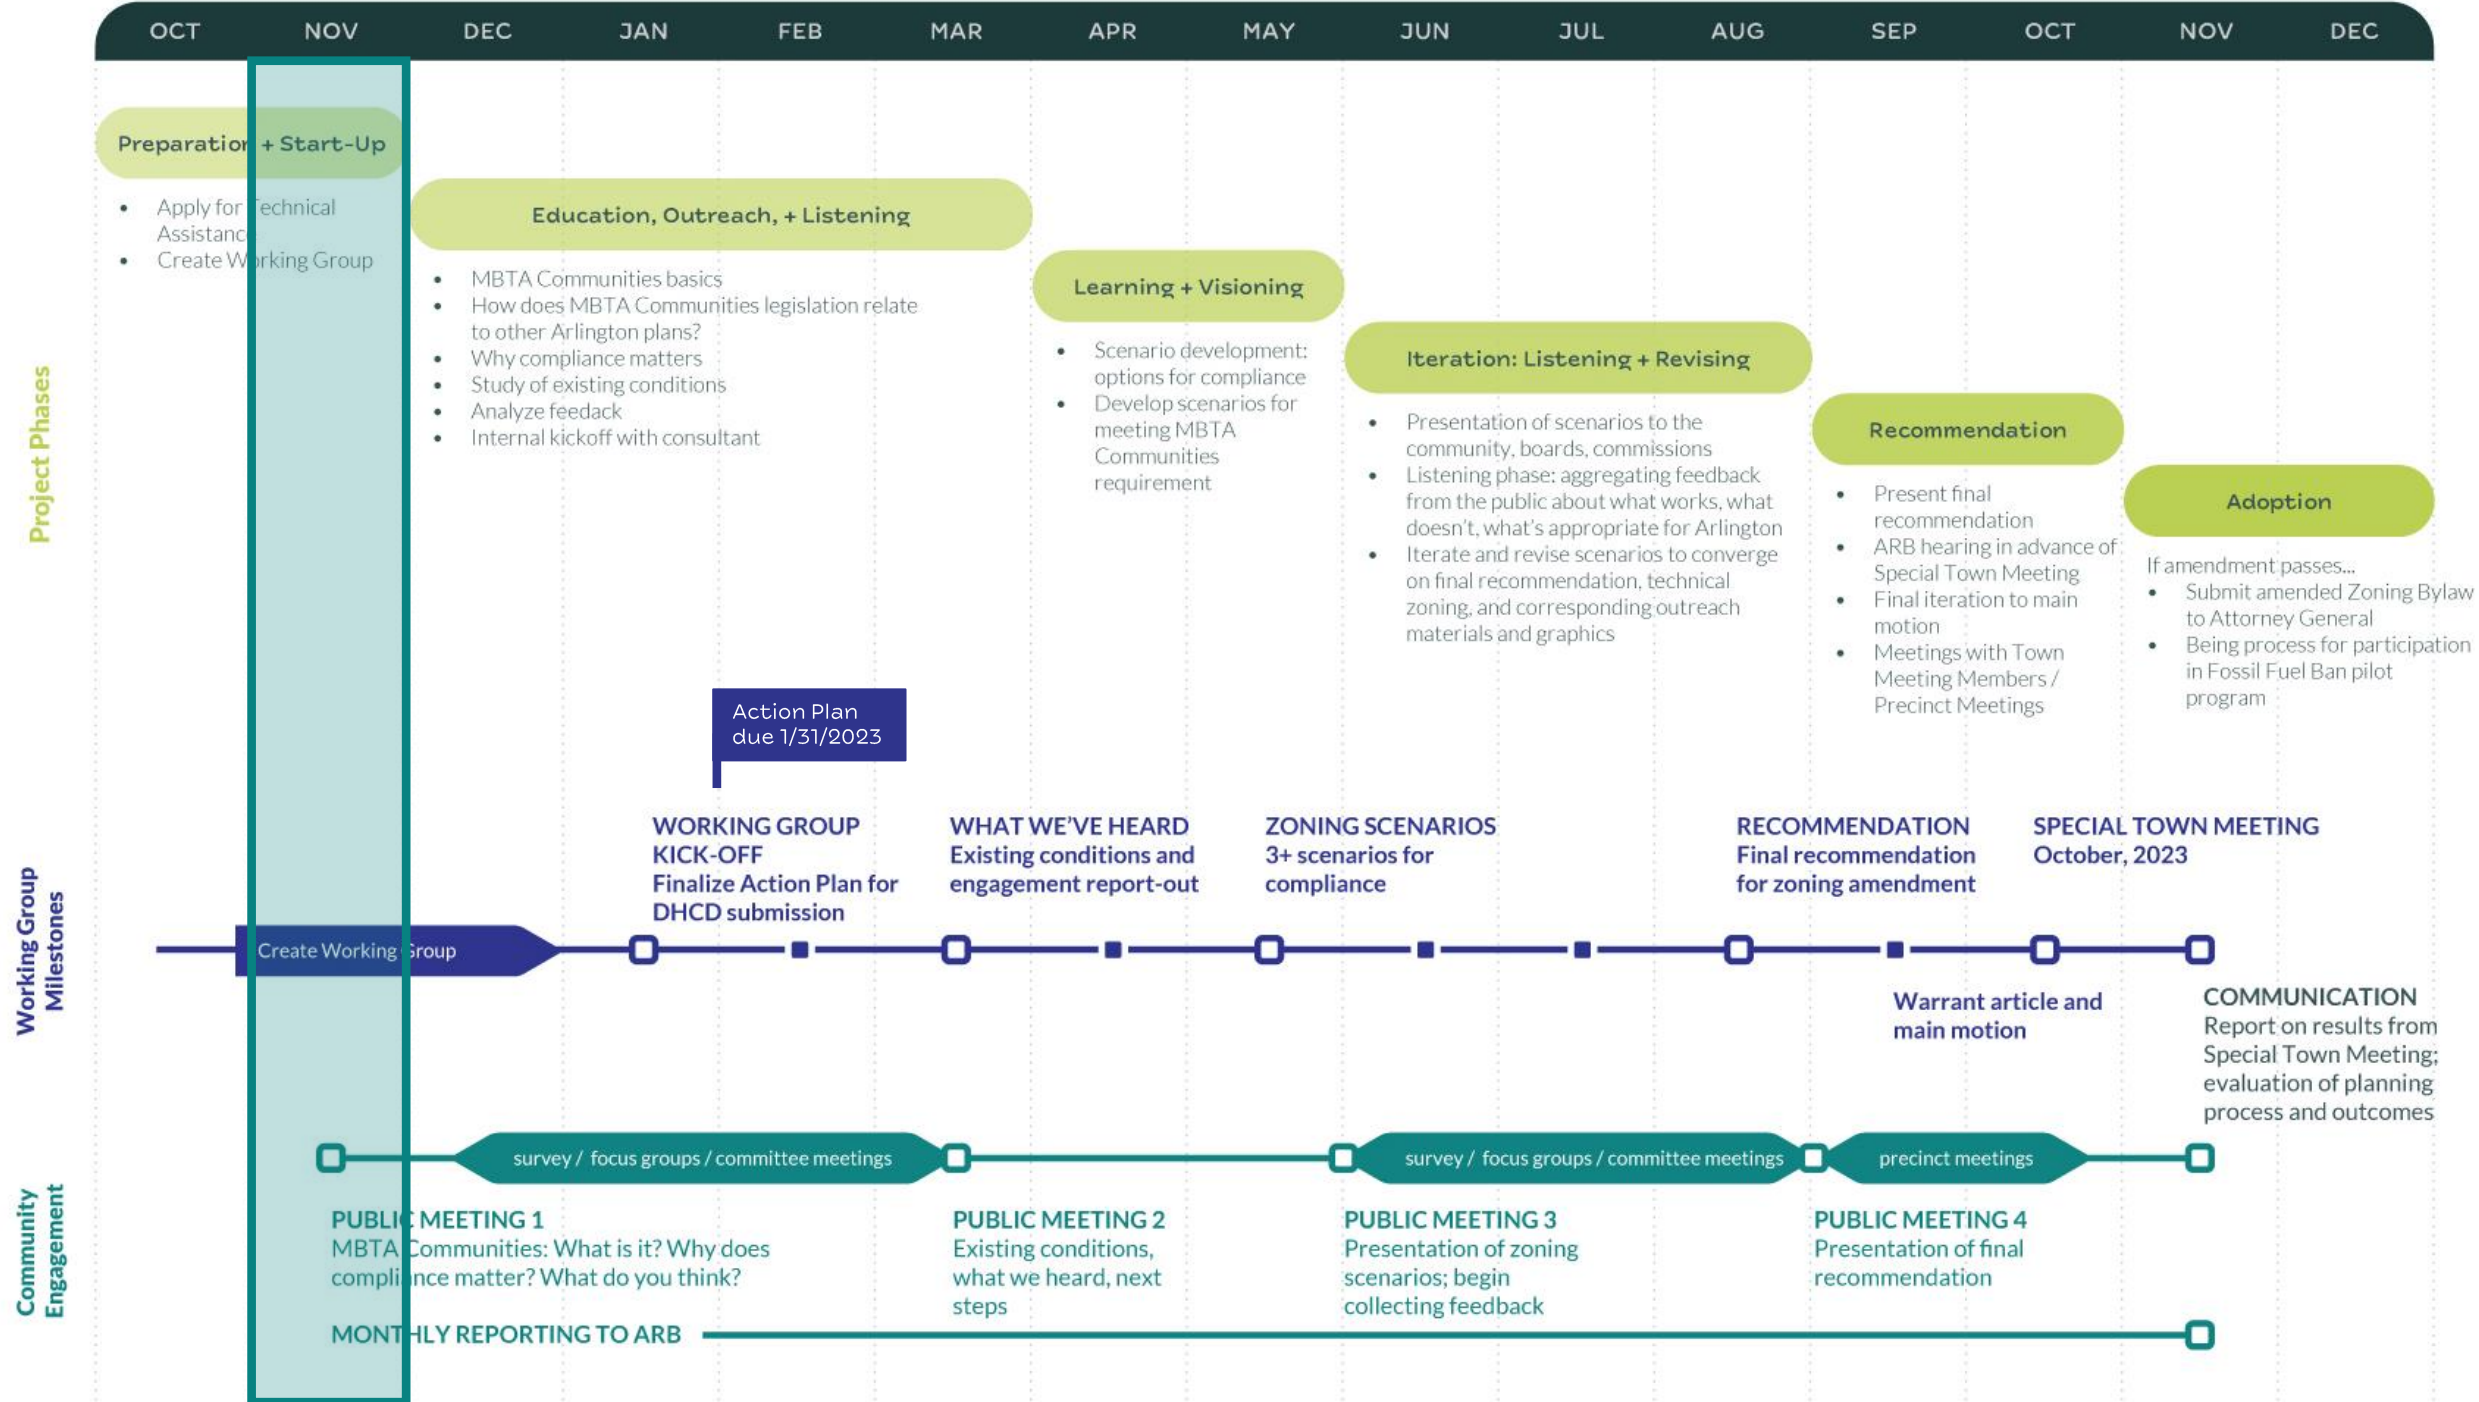 OCT NOV DEC JAN FEB MAR APR MAY JUN JUL AUG SEP OCT NOV DEC
Project Phases
Preparation + Start-Up
• Apply for Technical
Assistance
• Create Working Group
Education, Outreach, + Listening
• MBTA Communities basics
• How does MBTA Communities legislation relate
to other Arlington plans?
• Why compliance matters
• Study of existing conditions
• Analyze feedack
• Internal kickoff with consultant
Learning + Visioning
• Scenario development:
options for compliance
• Develop scenarios for
meeting MBTA
Communities
requirement
Iteration: Listening + Revising
• Presentation of scenarios to the
community, boards, commissions
• Listening phase: aggregating feedback
from the public about what works, what
doesn't, what's appropriate for Arlington
• Iterate and revise scenarios to converge
on final recommendation, technical
zoning, and corresponding outreach
materials and graphics
Recommendation
• Present final
recommendation
• ARB hearing in advance of
Special Town Meeting
• Final iteration to main
motion
• Meetings with Town
Meeting Members /
Precinct Meetings
Adoption
If amendment passes...
• Submit amended Zoning Bylaw
to Attorney General
• Being process for participation
in Fossil Fuel Ban pilot
program
Working Group
Milestones
Action Plan
due 1/31/2023
Create Working Group
WORKING GROUP
KICK-OFF
Finalize Action Plan for
DHCD submission
WHAT WE'VE HEARD
Existing conditions and
engagement report-out
ZONING SCENARIOS
3+ scenarios for
compliance
RECOMMENDATION
Final recommendation
for zoning amendment
SPECIAL TOWN MEETING
October, 2023
Warrant article and
main motion
COMMUNICATION
Report on results from
Special Town Meeting;
evaluation of planning
process and outcomes
Community
Engagement
survey / focus groups / committee meetings
survey / focus groups / committee meetings
precinct meetings
PUBLIC MEETING 1
MBTA Communities: What is it? Why does
compliance matter? What do you think?
PUBLIC MEETING 2
Existing conditions,
what we heard, next
steps
PUBLIC MEETING 3
Presentation of zoning
scenarios; begin
collecting feedback
PUBLIC MEETING 4
Presentation of final
recommendation
MONTHLY REPORTING TO ARB